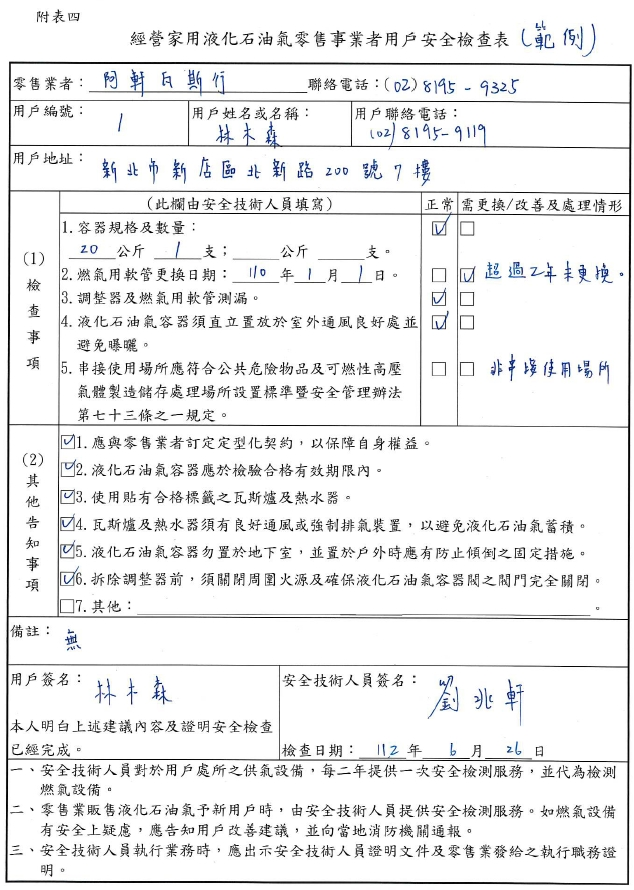 附表四
經營家用液化石油氣零售事業者用戶安全檢查表(範例)
零售業者：阿軒瓦斯行 聯絡電話：(02)8195-9325
用戶編號：1 用戶姓名或名稱：林木森 用戶聯絡電話：(02)8195-9119
用戶地址：新北市新店區北新路200號7樓
(1)檢查事項
(此欄由安全技術人員填寫) 正常 需更換/改善及處理情形
1.容器規格及數量： ☑ □
20 公斤 1 支；____公斤____支。
2.燃氣用軟管更換日期：110年1月1日。 □ ☑ 超過2年未更換。
3.調整器及燃氣用軟管測漏。 ☑ □
4.液化石油氣容器須直立置放於室外通風良好處並 ☑ □
避免曝曬。
5.串接使用場所應符合公共危險物品及可燃性高壓 □ □ 非串接使用場所
氣體製造儲存處理場所設置標準暨安全管理辦法
第七十三條之一規定。
(2)其他告知事項
☑1.應與零售業者訂定定型化契約，以保障自身權益。
☑2.液化石油氣容器應於檢驗合格有效期限內。
☑3.使用貼有合格標籤之瓦斯爐及熱水器。
☑4.瓦斯爐及熱水器須有良好通風或強制排氣裝置，以避免液化石油氣蓄積。
☑5.液化石油氣容器勿置於地下室，並置於戶外時應有防止傾倒之固定措施。
☑6.拆除調整器前，須關閉周圍火源及確保液化石油氣容器閥之閥門完全關閉。
□7.其他：____。
備註：無
用戶簽名：林木森 安全技術人員簽名：劉兆軒
本人明白上述建議內容及證明安全檢查
已經完成。 檢查日期：112年6月26日
一、安全技術人員對於用戶處所之供氣設備，每二年提供一次安全檢測服務，並代為檢測
燃氣設備。
二、零售業販售液化石油氣予新用戶時，由安全技術人員提供安全檢測服務。如燃氣設備
有安全上疑慮，應告知用戶改善建議，並向當地消防機關通報。
三、安全技術人員執行業務時，應出示安全技術人員證明文件及零售業發給之執行職務證
明。